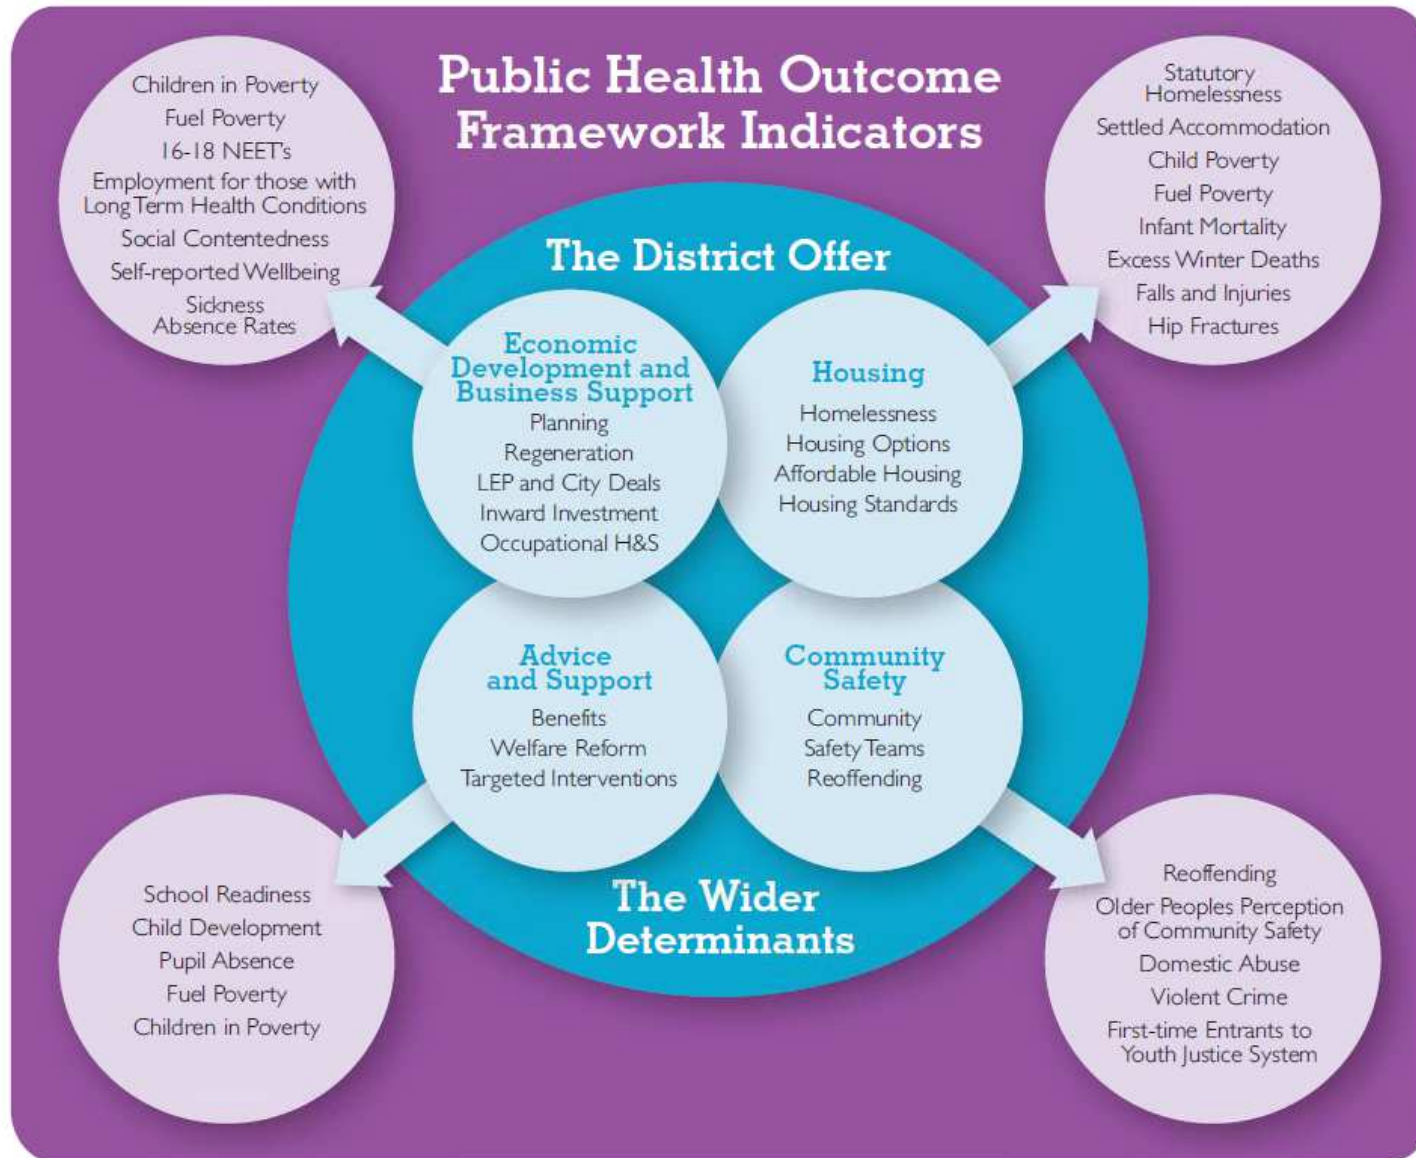 Public Health Outcome
Framework Indicators
Children in Poverty
Fuel Poverty
16-18 NEET's
Employment for those with
Long Term Health Conditions
Social Contentedness
Self-reported Wellbeing
Sickness
Absence Rates
Statutory
Homelessness
Settled Accommodation
Child Poverty
Fuel Poverty
Infant Mortality
Excess Winter Deaths
Falls and Injuries
Hip Fractures
The District Offer
Economic
Development and
Business Support
Planning
Regeneration
LEP and City Deals
Inward Investment
Occupational H&S
Housing
Homelessness
Housing Options
Affordable Housing
Housing Standards
Advice
and Support
Benefits
Welfare Reform
Targeted Interventions
Community
Safety
Community
Safety Teams
Reoffending
The Wider
Determinants
School Readiness
Child Development
Pupil Absence
Fuel Poverty
Children in Poverty
Reoffending
Older Peoples Perception
of Community Safety
Domestic Abuse
Violent Crime
First-time Entrants to
Youth Justice System